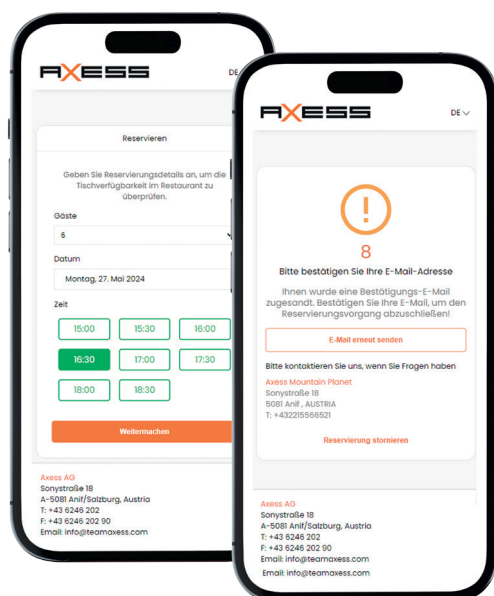 AXESS
DE
Reservieren
Geben Sie Reservierungsdetails an, um die
Tischverfügbarkeit im Restaurant zu
überprüfen.
Gäste
6
Datum
Montag, 27. Mai 2024
Zeit
15:00 15:30 16:00
16:30 17:00 17:30
18:00 18:30
Weitermachen
Axess AG
Sonystraße 18
A-5081 Anif/Salzburg, Austria
T: +43 6246 202
F: +43 6246 202 90
Email: info@teamaxess.com
AXESS
DE
!
8
Bitte bestätigen Sie Ihre E-Mail-Adresse
Ihnen wurde eine Bestätigungs-E-Mail
zugesandt. Bestätigen Sie Ihre E-Mail, um den
Reservierungsvorgang abzuschließen!
E-Mail erneut senden
Bitte kontaktieren Sie uns, wenn Sie Fragen haben
Axess Mountain Planet
Sonystraße 18
5081 Anif , AUSTRIA
T: +432215566521
Reservierung stornieren
Axess AG
Sonystraße 18
A-5081 Anif/Salzburg, Austria
T: +43 6246 202
F: +43 6246 202 90
Email: info@teamaxess.com
Email: info@teamaxess.com